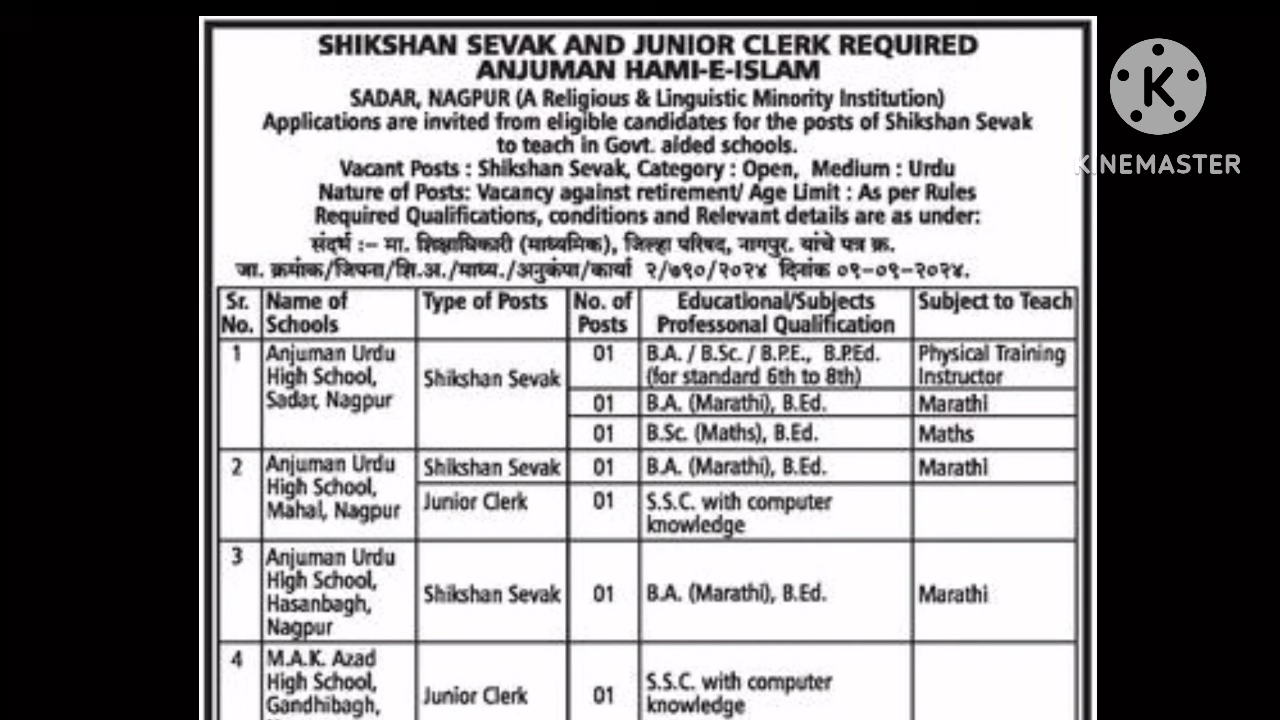 SHIKSHAN SEVAK AND JUNIOR CLERK REQUIRED
ANJUMAN HAMI-E-ISLAM
SADAR, NAGPUR (A Religious & Linguistic Minority Institution)
Applications are invited from eligible candidates for the posts of Shikshan Sevak
to teach in Govt. aided schools.
Vacant Posts : Shikshan Sevak, Category : Open, Medium : Urdu
Nature of Posts: Vacancy against retirement/ Age Limit : As per Rules
Required Qualifications, conditions and Relevant details are as under:
संदर्भ :– मा. शिक्षाधिकारी (माध्यमिक), जिल्हा परिषद, नागपुर. यांचे पत्र क्र.
जा. क्रमांक/जिपना/शि.अ./माध्य./अनुकंपा/कार्या २/७९०/२०२४ दिनांक ०९-०९-२०२४.
Sr. No. Name of Schools Type of Posts No. of Posts Educational/Subjects Professonal Qualification Subject to Teach
1 Anjuman Urdu High School, Sadar, Nagpur Shikshan Sevak 01 B.A. / B.Sc. / B.P.E., B.P.Ed. (for standard 6th to 8th) Physical Training Instructor
01 B.A. (Marathi), B.Ed. Marathi
01 B.Sc. (Maths), B.Ed. Maths
2 Anjuman Urdu High School, Mahal, Nagpur Shikshan Sevak 01 B.A. (Marathi), B.Ed. Marathi
Junior Clerk 01 S.S.C. with computer knowledge
3 Anjuman Urdu High School, Hasanbagh, Nagpur Shikshan Sevak 01 B.A. (Marathi), B.Ed. Marathi
4 M.A.K. Azad High School, Gandhibagh, Junior Clerk 01 S.S.C. with computer knowledge
K
KINEMASTER